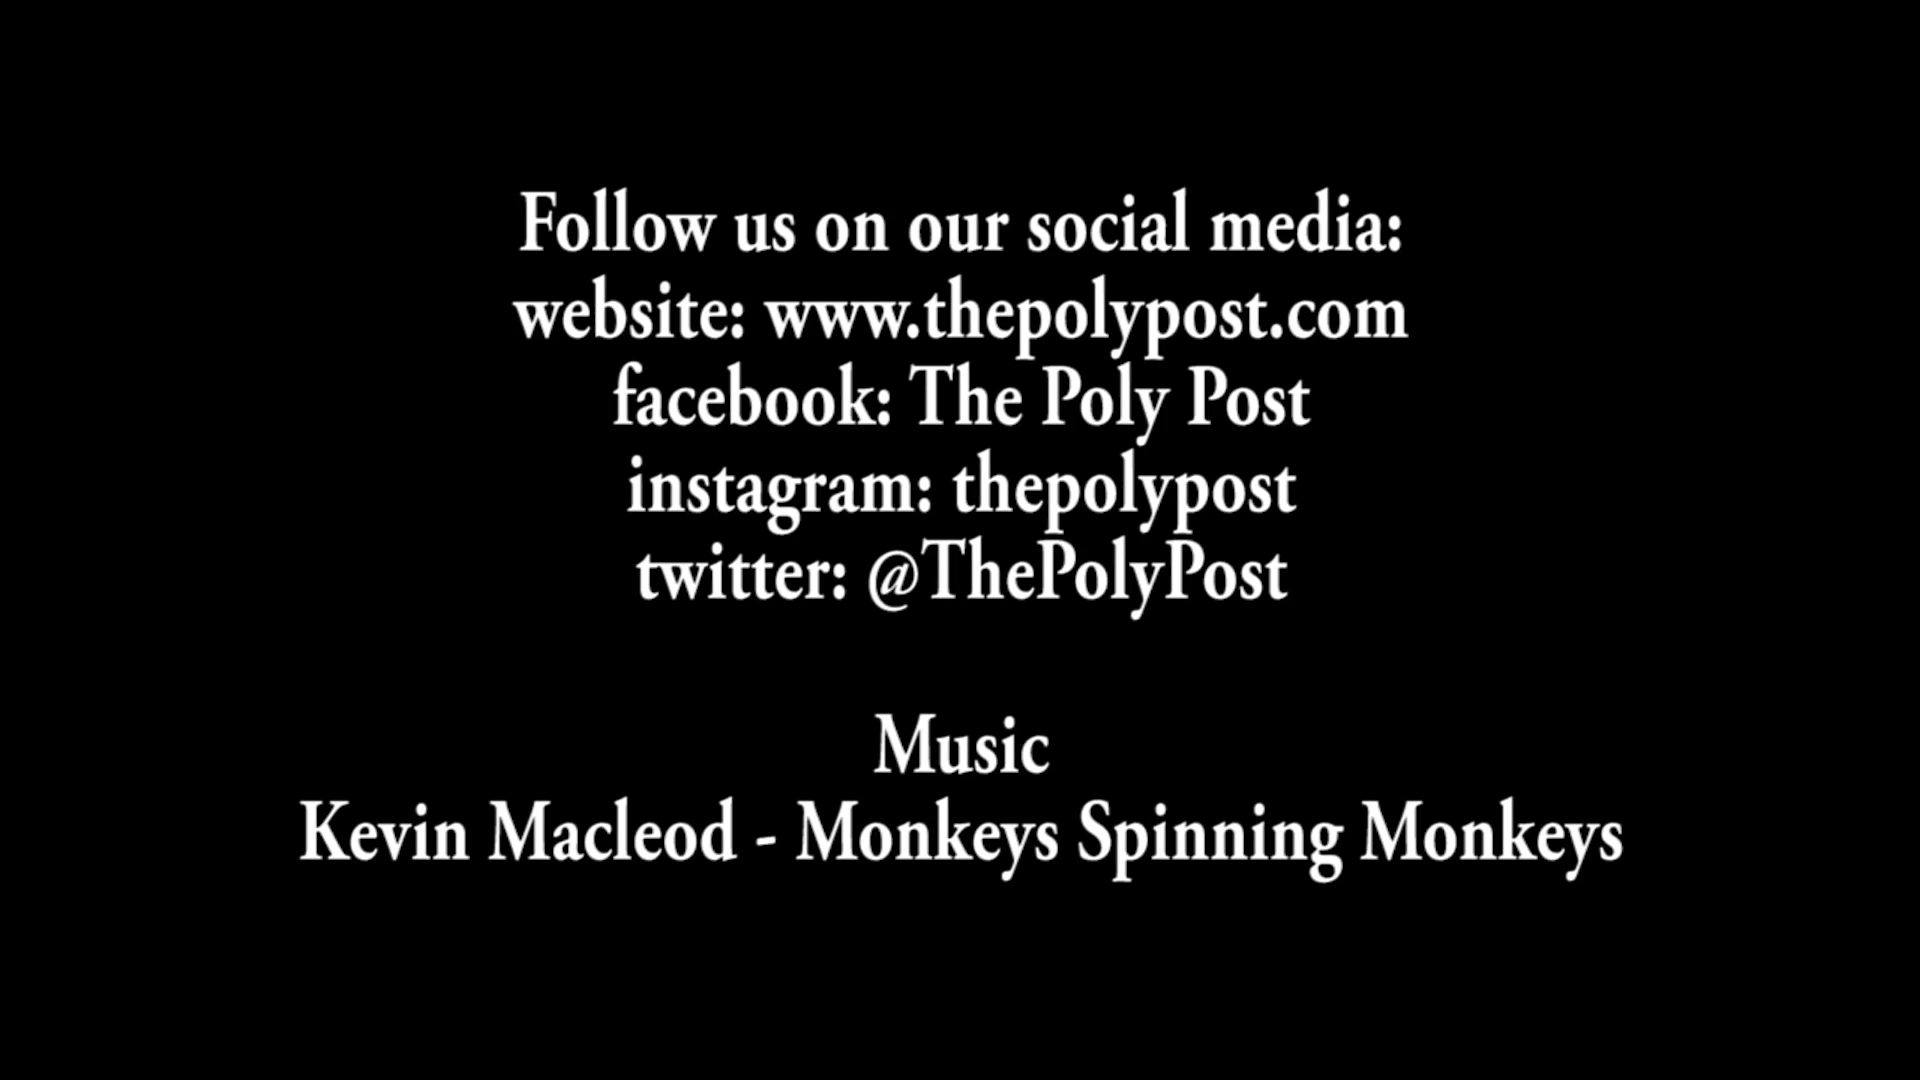 Follow us on our social media:
website: www.thepolypost.com
facebook: The Poly Post
instagram: thepolypost
twitter: @ThePolyPost
Music
Kevin Macleod - Monkeys Spinning Monkeys